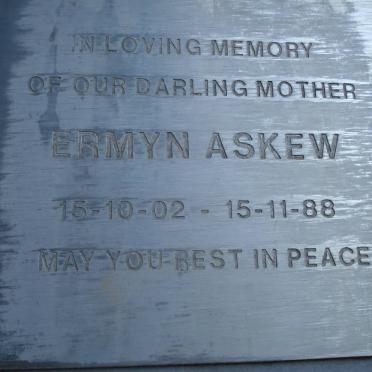 IN LOVING MEMORY
OF OUR DARLING MOTHER
ERMYN ASKEW
15-10-02 - 15-11-88
MAY YOU REST IN PEACE